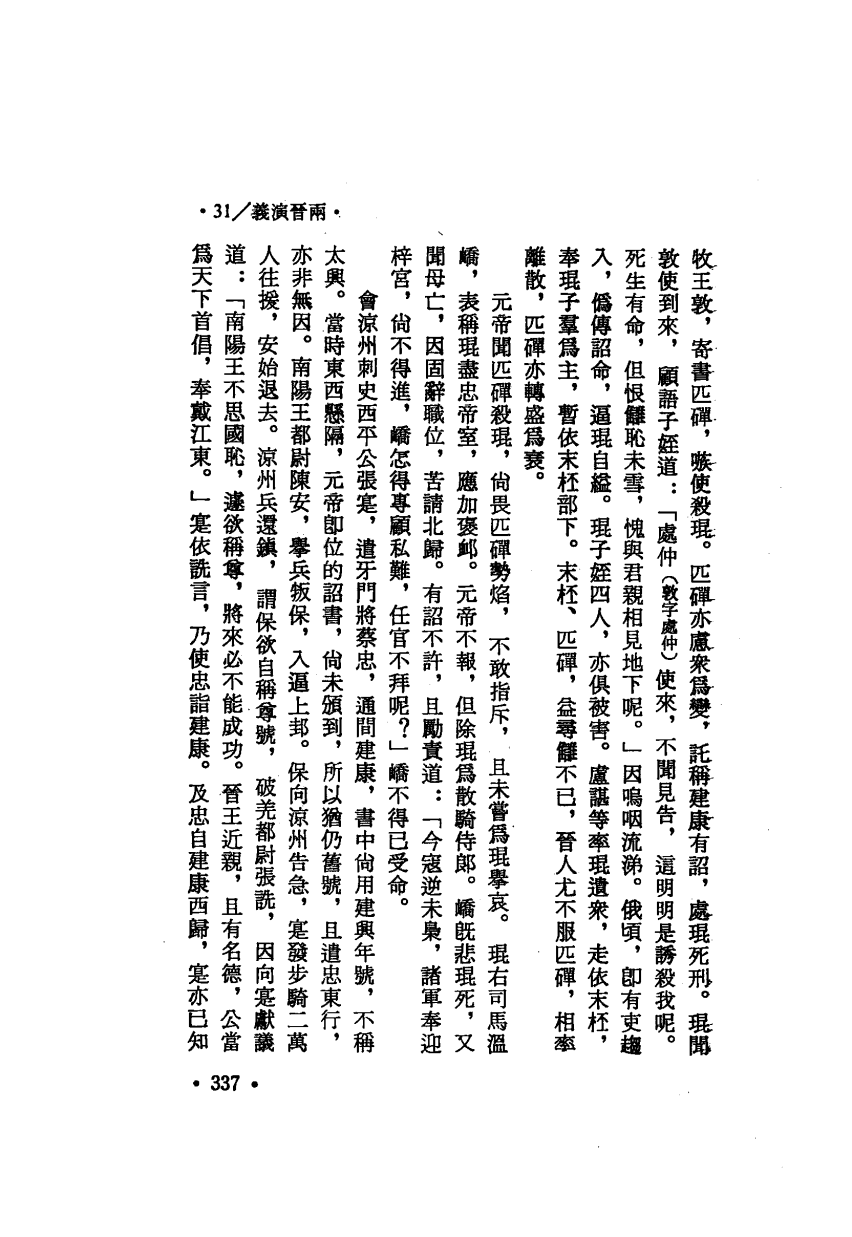 •31／兩晉演義•
牧王敦，寄書匹磾，嗾使殺琨。匹磾亦慮衆爲變，託稱建康有詔，處琨死刑。琨聞
敦使到來，顧語子姪道：「處仲（敦字處仲）使來，不聞見告，這明明是誘殺我呢。
死生有命，但恨讎恥未雪，愧與君親相見地下呢。」因嗚咽流涕。俄頃，卽有吏趨
入，僞傳詔命，逼琨自縊。琨子姪四人，亦俱被害。盧諶等率琨遺衆，走依末柸，
奉琨子羣爲主，暫依末柸部下。末柸、匹磾，益尋讎不已，晉人尤不服匹磾，相率
離散，匹磾亦轉盛爲衰。
元帝聞匹磾殺琨，尙畏匹磾勢焰，不敢指斥，且未嘗爲琨擧哀。琨右司馬溫
嶠，表稱琨盡忠帝室，應加褒卹。元帝不報，但除琨爲散騎侍郎。嶠旣悲琨死，又
聞母亡，因固辭職位，苦請北歸。有詔不許，且勵責道：「今寇逆未梟，諸軍奉迎
梓宮，尙不得進，嶠怎得專顧私難，任官不拜呢？」嶠不得已受命。
會涼州刺史西平公張寔，遣牙門將蔡忠，通間建康，書中尙用建興年號，不稱
太興。當時東西懸隔，元帝卽位的詔書，尙未頒到，所以猶仍舊號，且遣忠東行，
亦非無因。南陽王都尉陳安，擧兵叛保，入逼上邽。保向涼州告急，寔發步騎二萬
人往援，安始退去。涼州兵還鎮，謂保欲自稱尊號，破羌都尉張詵，因向寔獻議
道：「南陽王不思國恥，遽欲稱尊，將來必不能成功。晉王近親，且有名德，公當
爲天下首倡，奉戴江東。」寔依詵言，乃使忠詣建康。及忠自建康西歸，寔亦已知
•337•